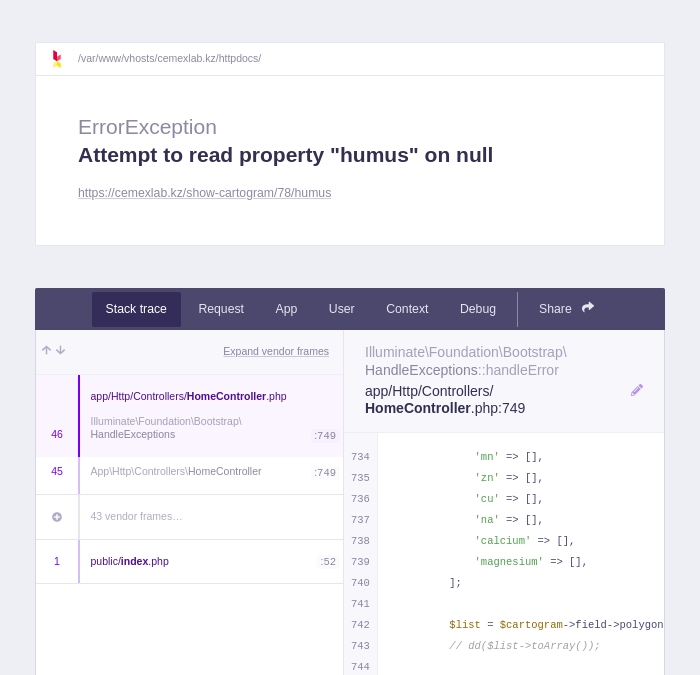 /var/www/vhosts/cemexlab.kz/httpdocs/
ErrorException
Attempt to read property "humus" on null
https://cemexlab.kz/show-cartogram/78/humus
Stack trace Request App User Context Debug Share
Expand vendor frames
app/Http/Controllers/HomeController.php
Illuminate\Foundation\Bootstrap\
46 HandleExceptions :749
45 App\Http\Controllers\HomeController :749
43 vendor frames…
1 public/index.php :52
Illuminate\Foundation\Bootstrap\
HandleExceptions::handleError
app/Http/Controllers/
HomeController.php:749
734 'mn' => [],
735 'zn' => [],
736 'cu' => [],
737 'na' => [],
738 'calcium' => [],
739 'magnesium' => [],
740 ];
741
742 $list = $cartogram->field->polygon
743 // dd($list->toArray());
744